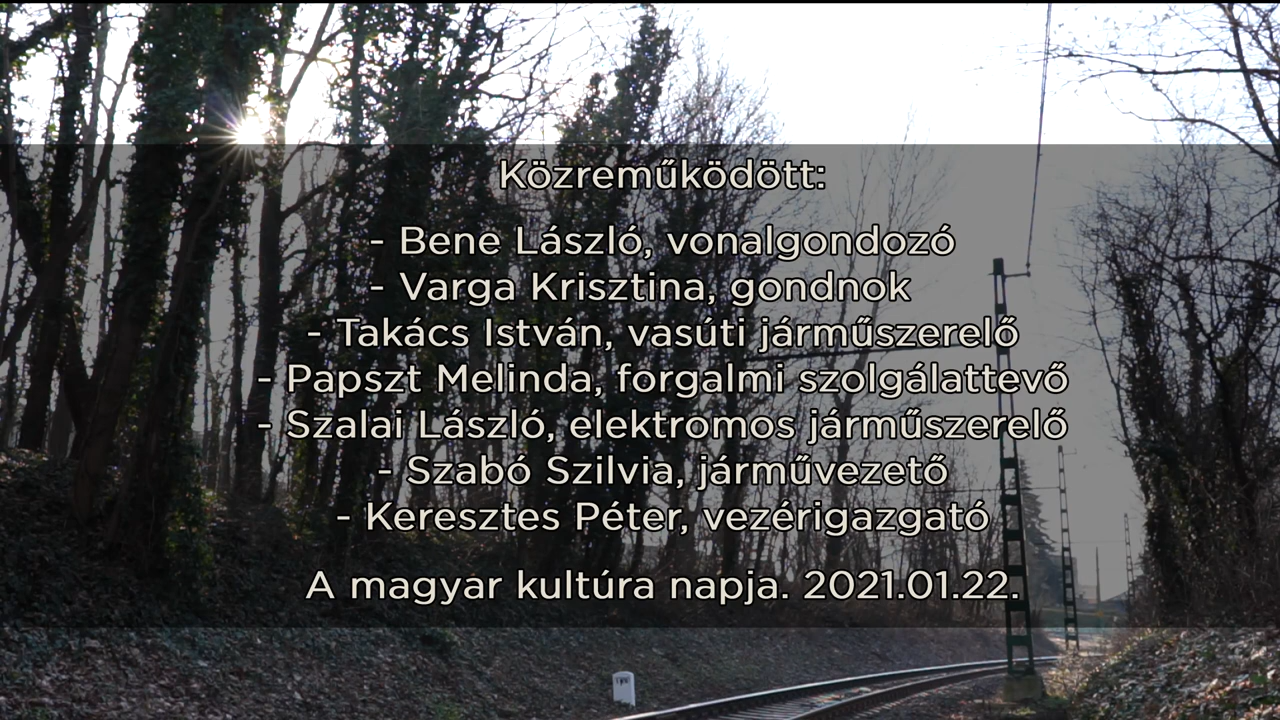 Közreműködött:
- Bene László, vonalgondozó
- Varga Krisztina, gondnok
- Takács István, vasúti járműszerelő
- Papszt Melinda, forgalmi szolgálattevő
- Szalai László, elektromos járműszerelő
- Szabó Szilvia, járművezető
- Keresztes Péter, vezérigazgató
A magyar kultúra napja. 2021.01.22.